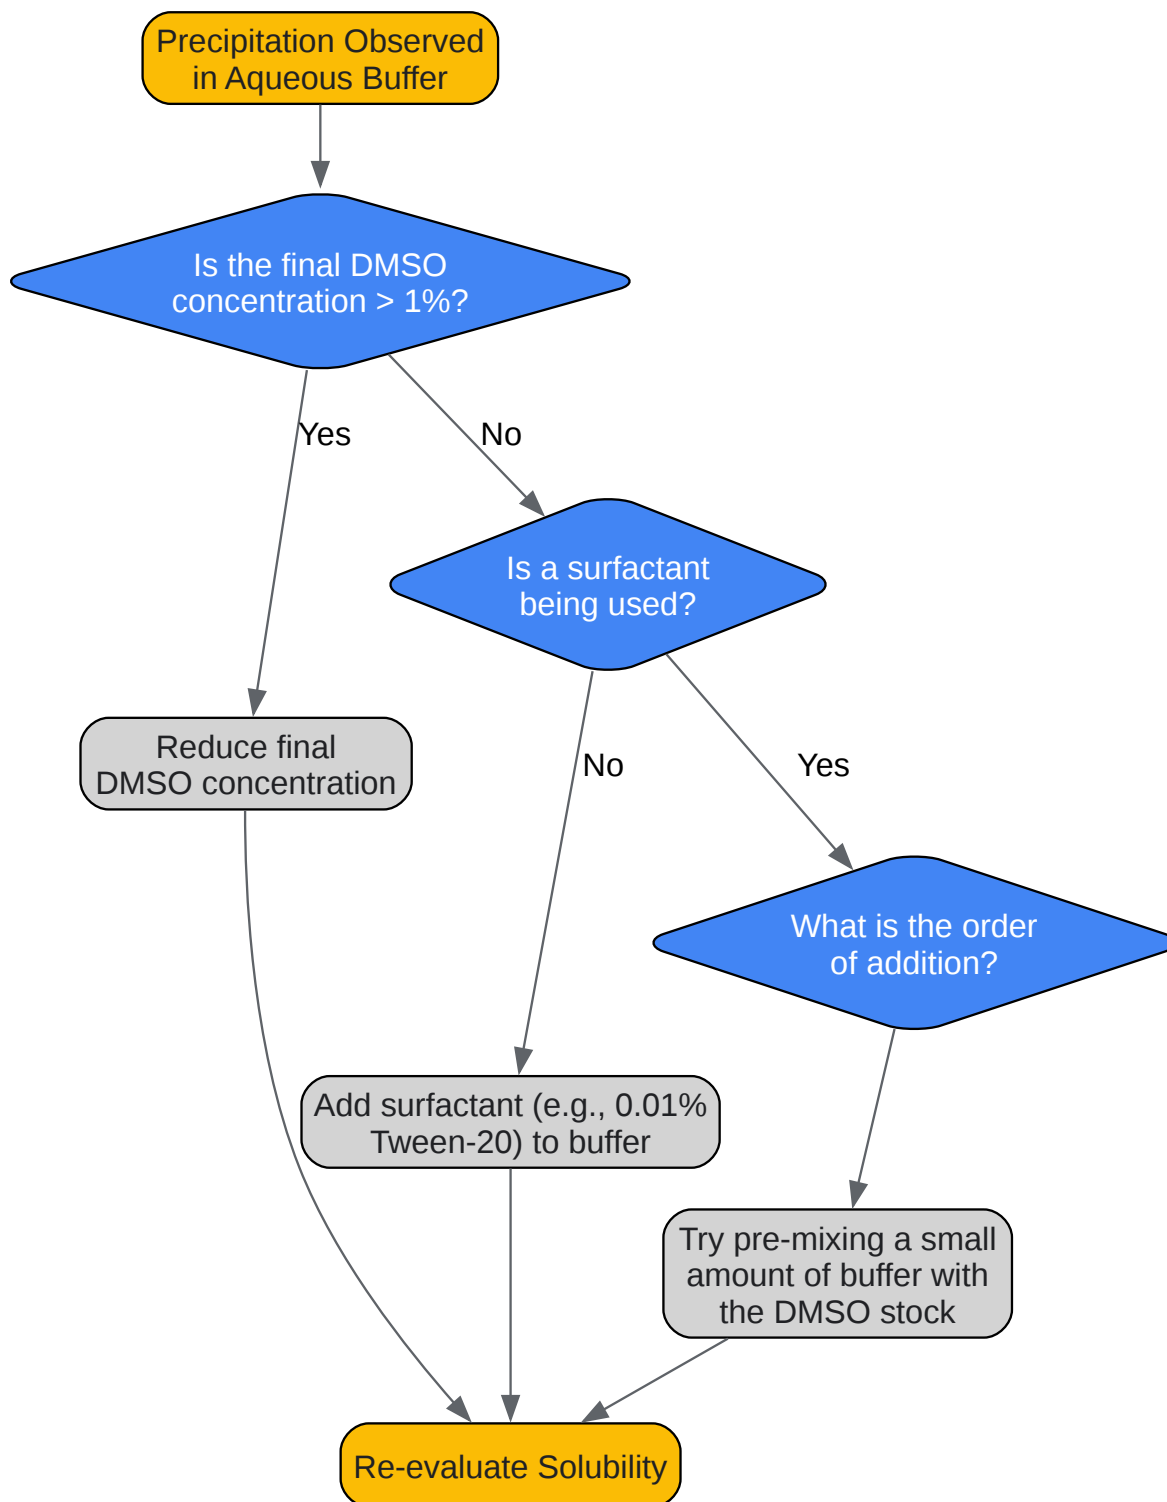 Precipitation Observed
in Aqueous Buffer
Is the final DMSO
concentration > 1%?
Yes
No
Is a surfactant
being used?
Reduce final
DMSO concentration
No
Yes
What is the order
of addition?
Add surfactant (e.g., 0.01%
Tween-20) to buffer
Try pre-mixing a small
amount of buffer with
the DMSO stock
Re-evaluate Solubility